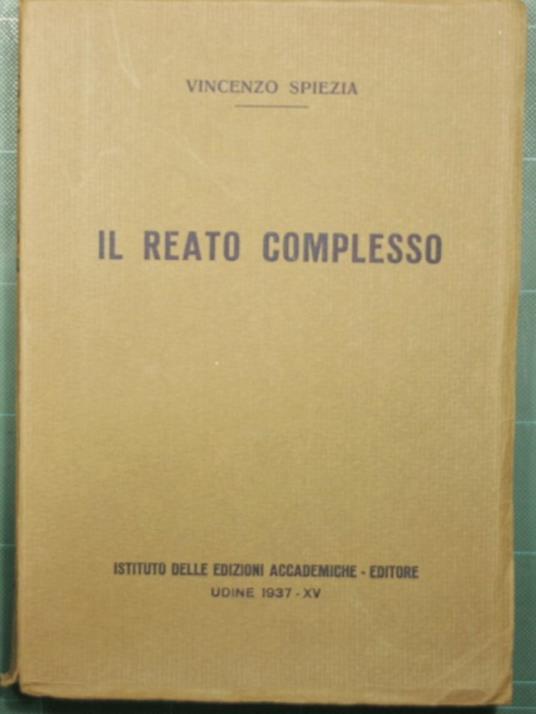 VINCENZO SPIEZIA
IL REATO COMPLESSO
ISTITUTO DELLE EDIZIONI ACCADEMICHE - EDITORE
UDINE 1937 - XV